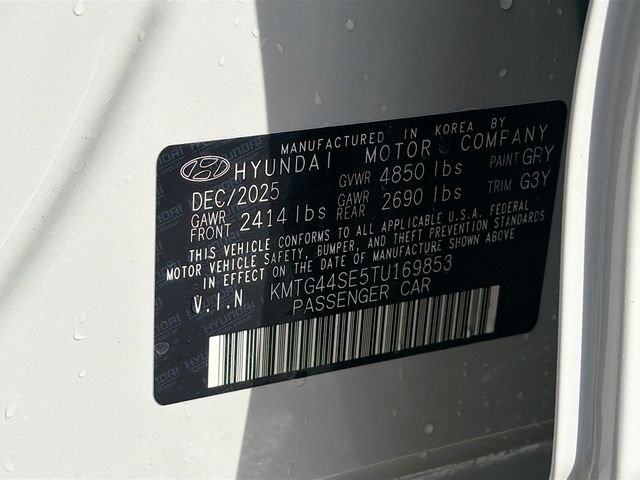 MANUFACTURED IN KOREA BY
HYUNDAI MOTOR COMPANY
DEC/2025 GVWR 4850 lbs PAINT GRY
GAWR FRONT 2414 lbs GAWR REAR 2690 lbs TRIM G3Y
THIS VEHICLE CONFORMS TO ALL APPLICABLE U.S.A. FEDERAL
MOTOR VEHICLE SAFETY, BUMPER, AND THEFT PREVENTION STANDARDS
IN EFFECT ON THE DATE OF MANUFACTURE SHOWN ABOVE
V.I.N KMTG44SE5TU169853
PASSENGER CAR